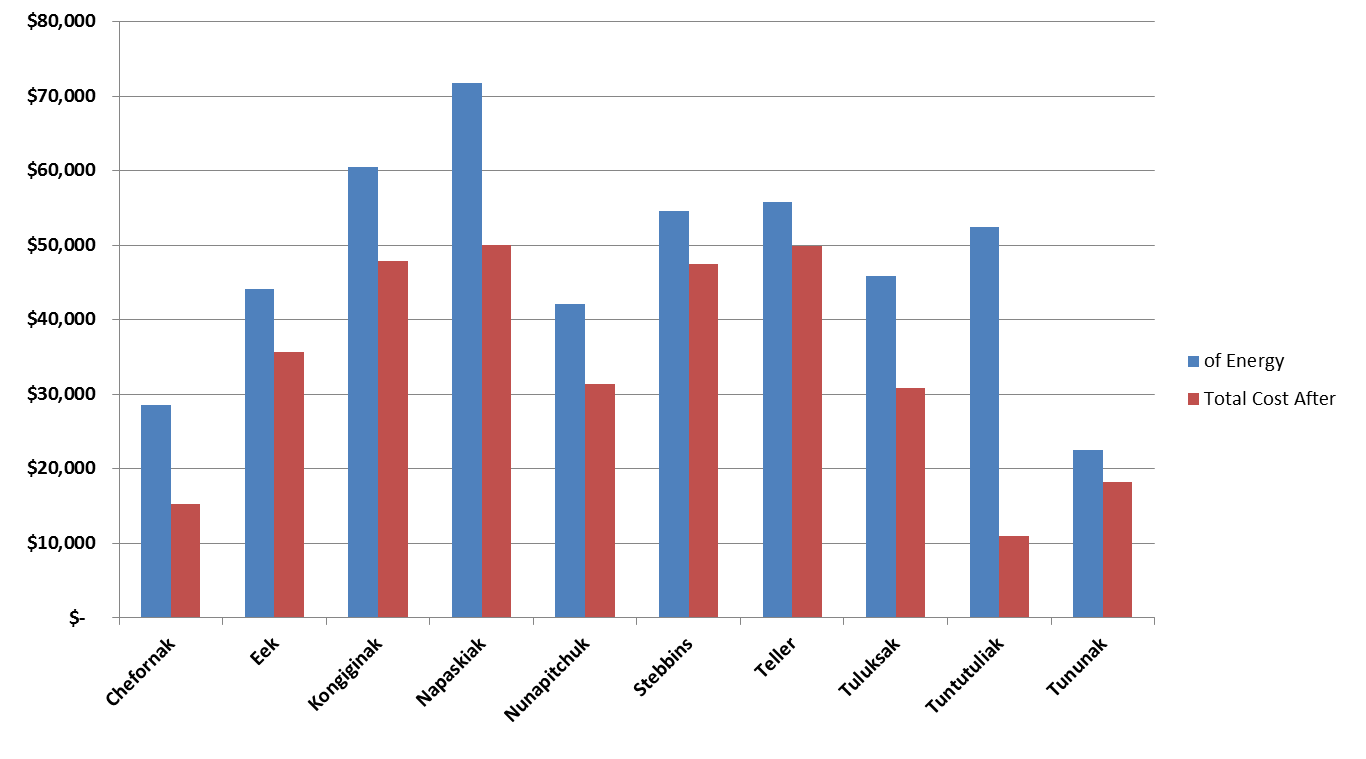 $80,000
$70,000
$60,000
$50,000
$40,000
$30,000
$20,000
$10,000
$-
Chefornak
Eek
Kongiginak
Napaskiak
Nunapitchuk
Stebbins
Teller
Tuluksak
Tuntutuliak
Tununak
of Energy
Total Cost After